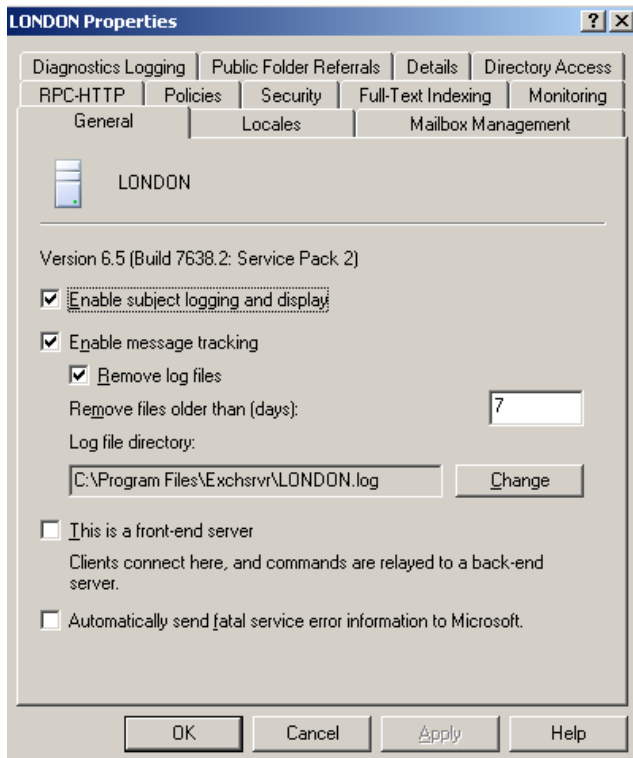 LONDON Properties
Diagnostics Logging Public Folder Referrals Details Directory Access
RPC-HTTP Policies Security Full-Text Indexing Monitoring
General Locales Mailbox Management
LONDON
Version 6.5 (Build 7638.2: Service Pack 2)
Enable subject logging and display
Enable message tracking
Remove log files
Remove files older than (days): 7
Log file directory:
C:\Program Files\Exchsrvr\LONDON.log Change
This is a front-end server
Clients connect here, and commands are relayed to a back-end
server.
Automatically send fatal service error information to Microsoft.
OK Cancel Apply Help